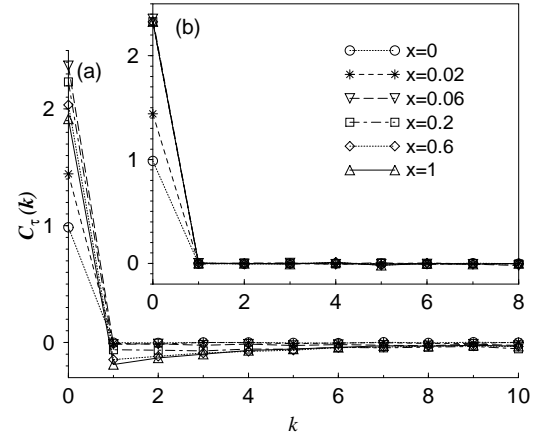 (a)
(b)
x=0
x=0.02
x=0.06
x=0.2
x=0.6
x=1
2
1
0
0 2 4 6 8
C_τ(k)
2
1
0
0 2 4 6 8 10
k